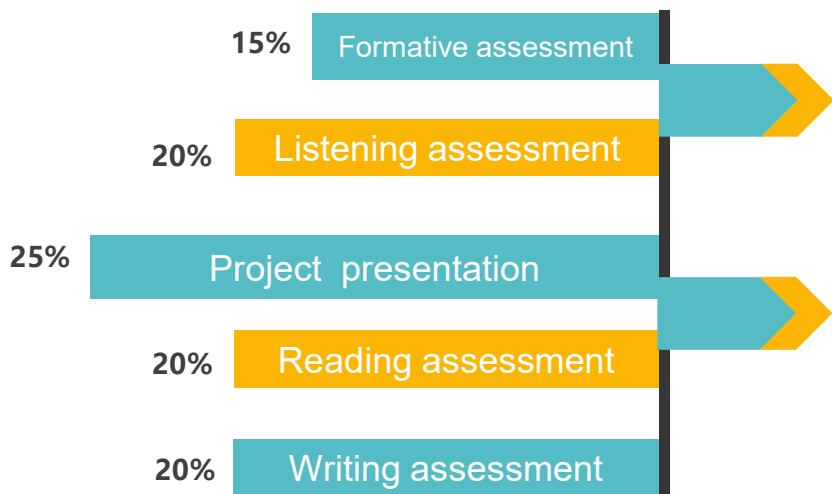 15% Formative assessment
20% Listening assessment
25% Project presentation
20% Reading assessment
20% Writing assessment